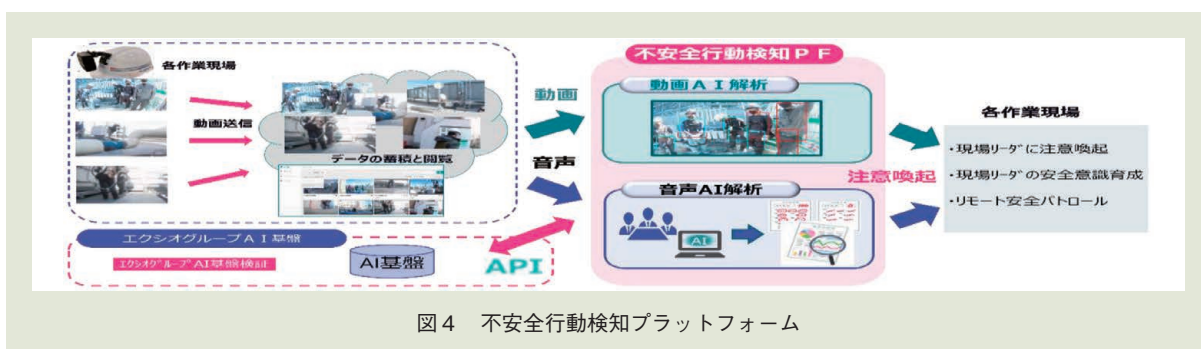 各作業現場
動画送信
データの蓄積と閲覧
エクシオグループAI基盤
エクシオグループAI基盤検証
AI基盤
API
動画
音声
不安全行動検知PF
動画AI解析
音声AI解析
AI
注意喚起
各作業現場
・現場リーダに注意喚起
・現場リーダの安全意識育成
・リモート安全パトロール
図4 不安全行動検知プラットフォーム